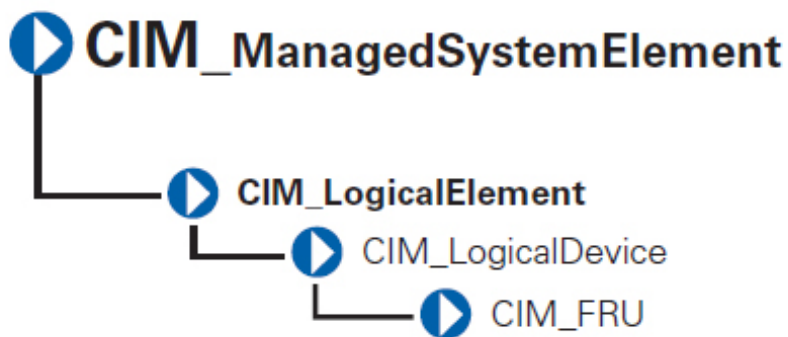 CIM_ManagedSystemElement
CIM_LogicalElement
CIM_LogicalDevice
CIM_FRU